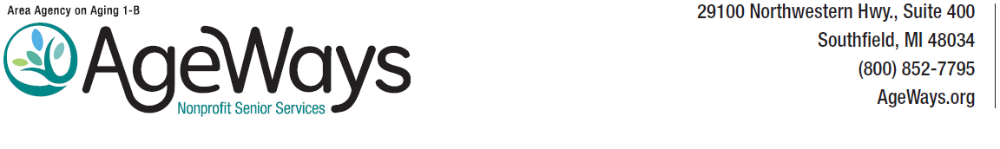 Area Agency on Aging 1-B
AgeWays
Nonprofit Senior Services
29100 Northwestern Hwy., Suite 400
Southfield, MI 48034
(800) 852-7795
AgeWays.org